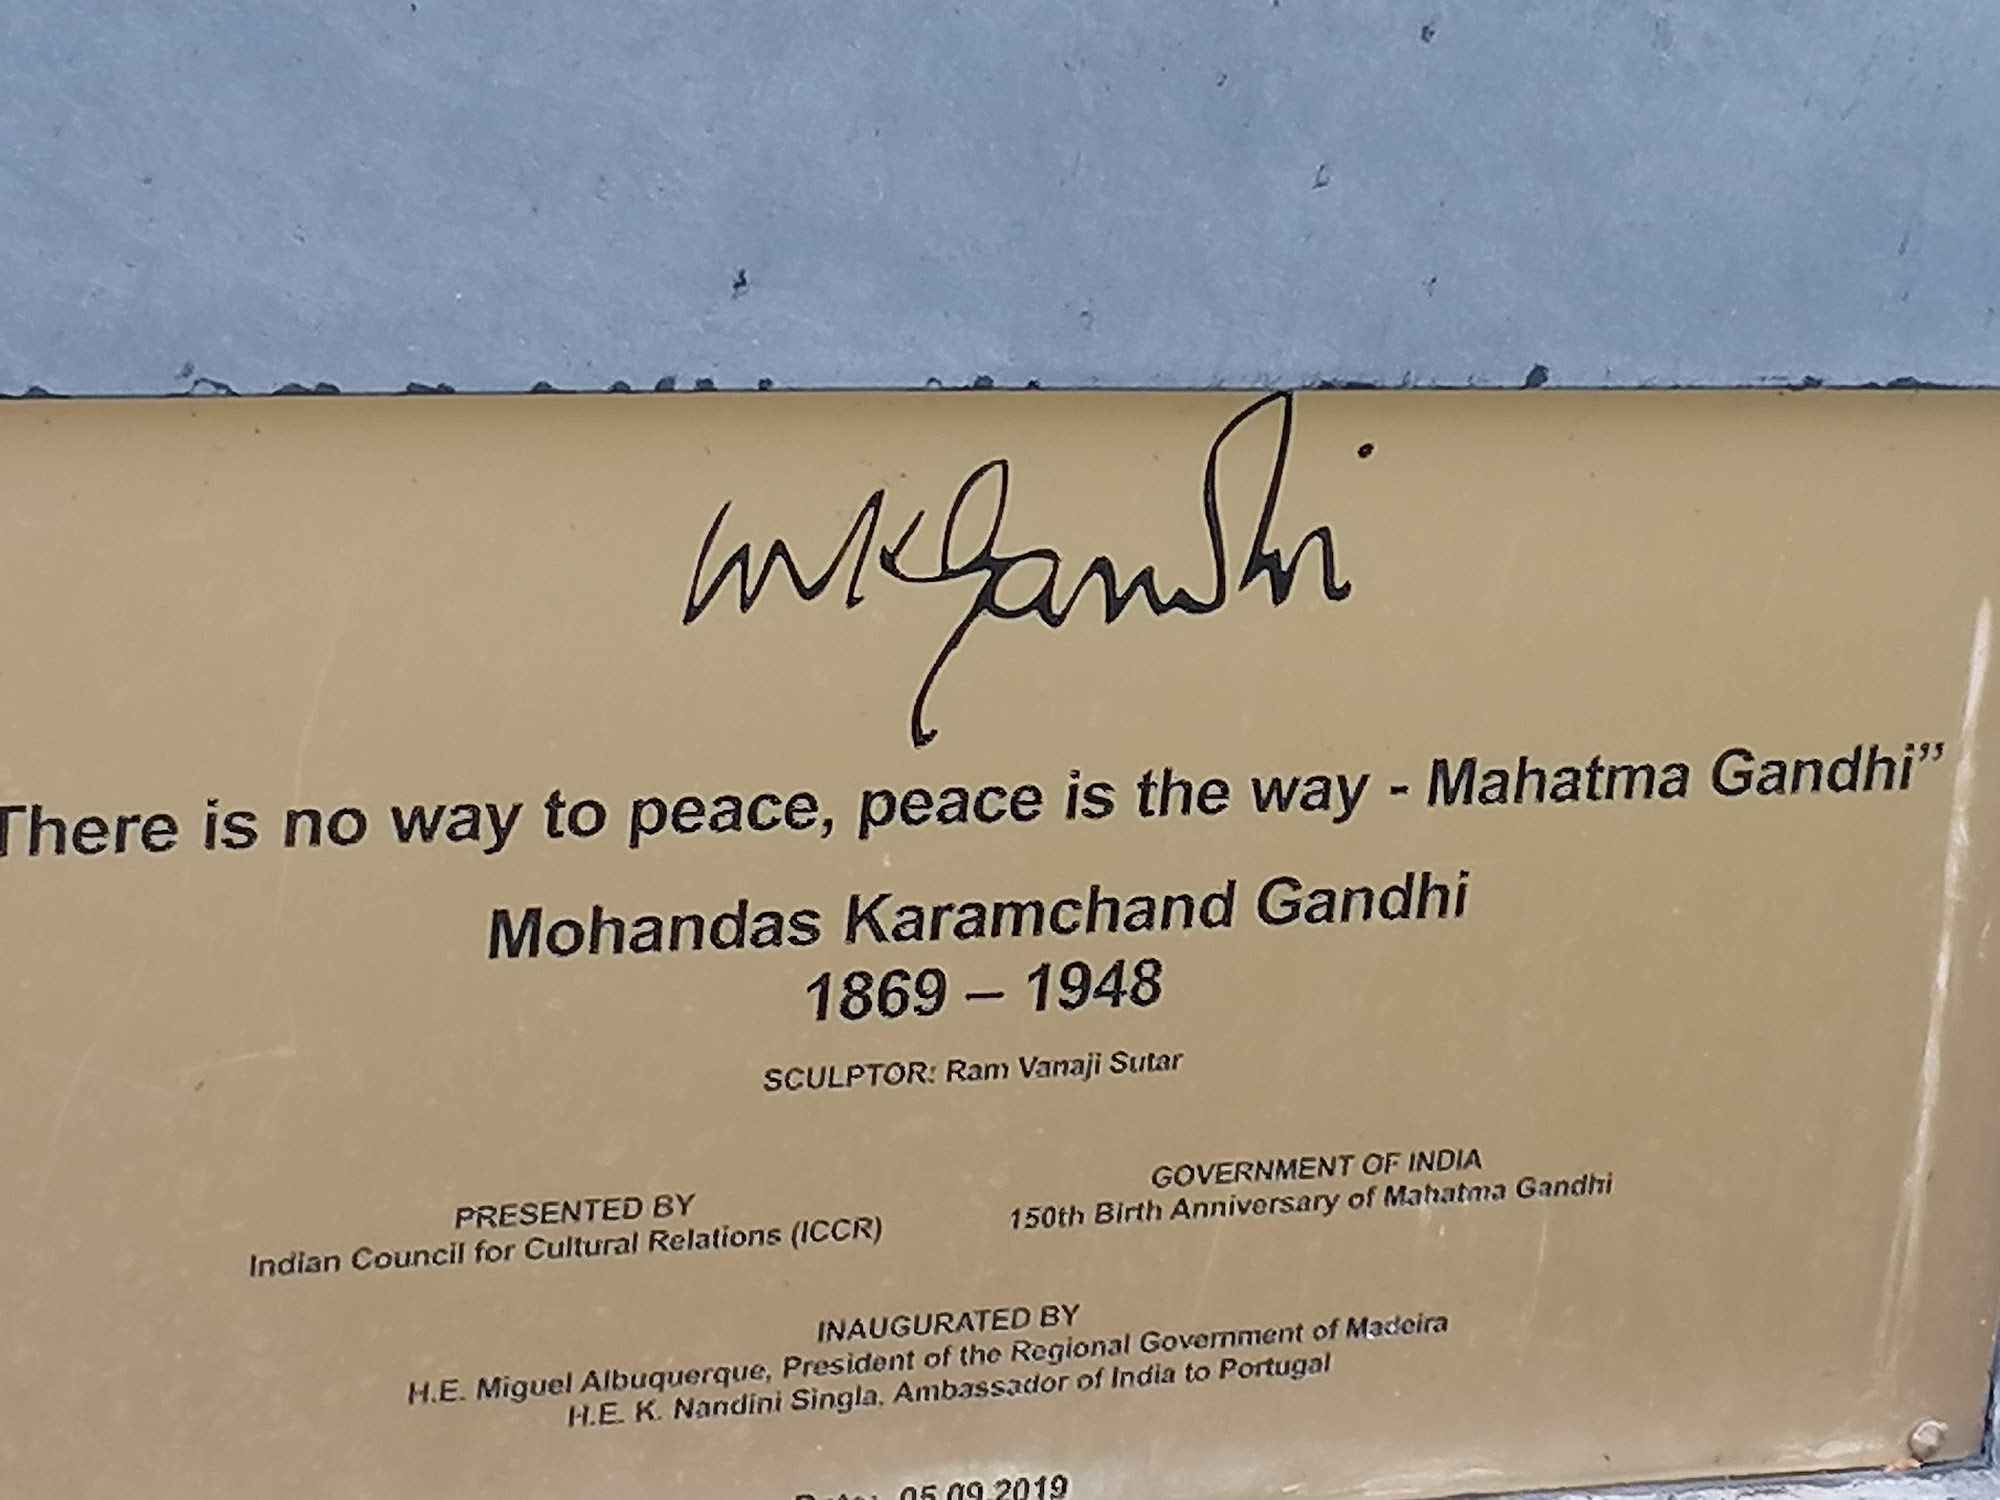 MKGandhi
There is no way to peace, peace is the way - Mahatma Gandhi”
Mohandas Karamchand Gandhi
1869 – 1948
SCULPTOR: Ram Vanaji Sutar
PRESENTED BY
Indian Council for Cultural Relations (ICCR)
GOVERNMENT OF INDIA
150th Birth Anniversary of Mahatma Gandhi
INAUGURATED BY
H.E. Miguel Albuquerque, President of the Regional Government of Madeira
H.E. K. Nandini Singla, Ambassador of India to Portugal
Date: 05.09.2019